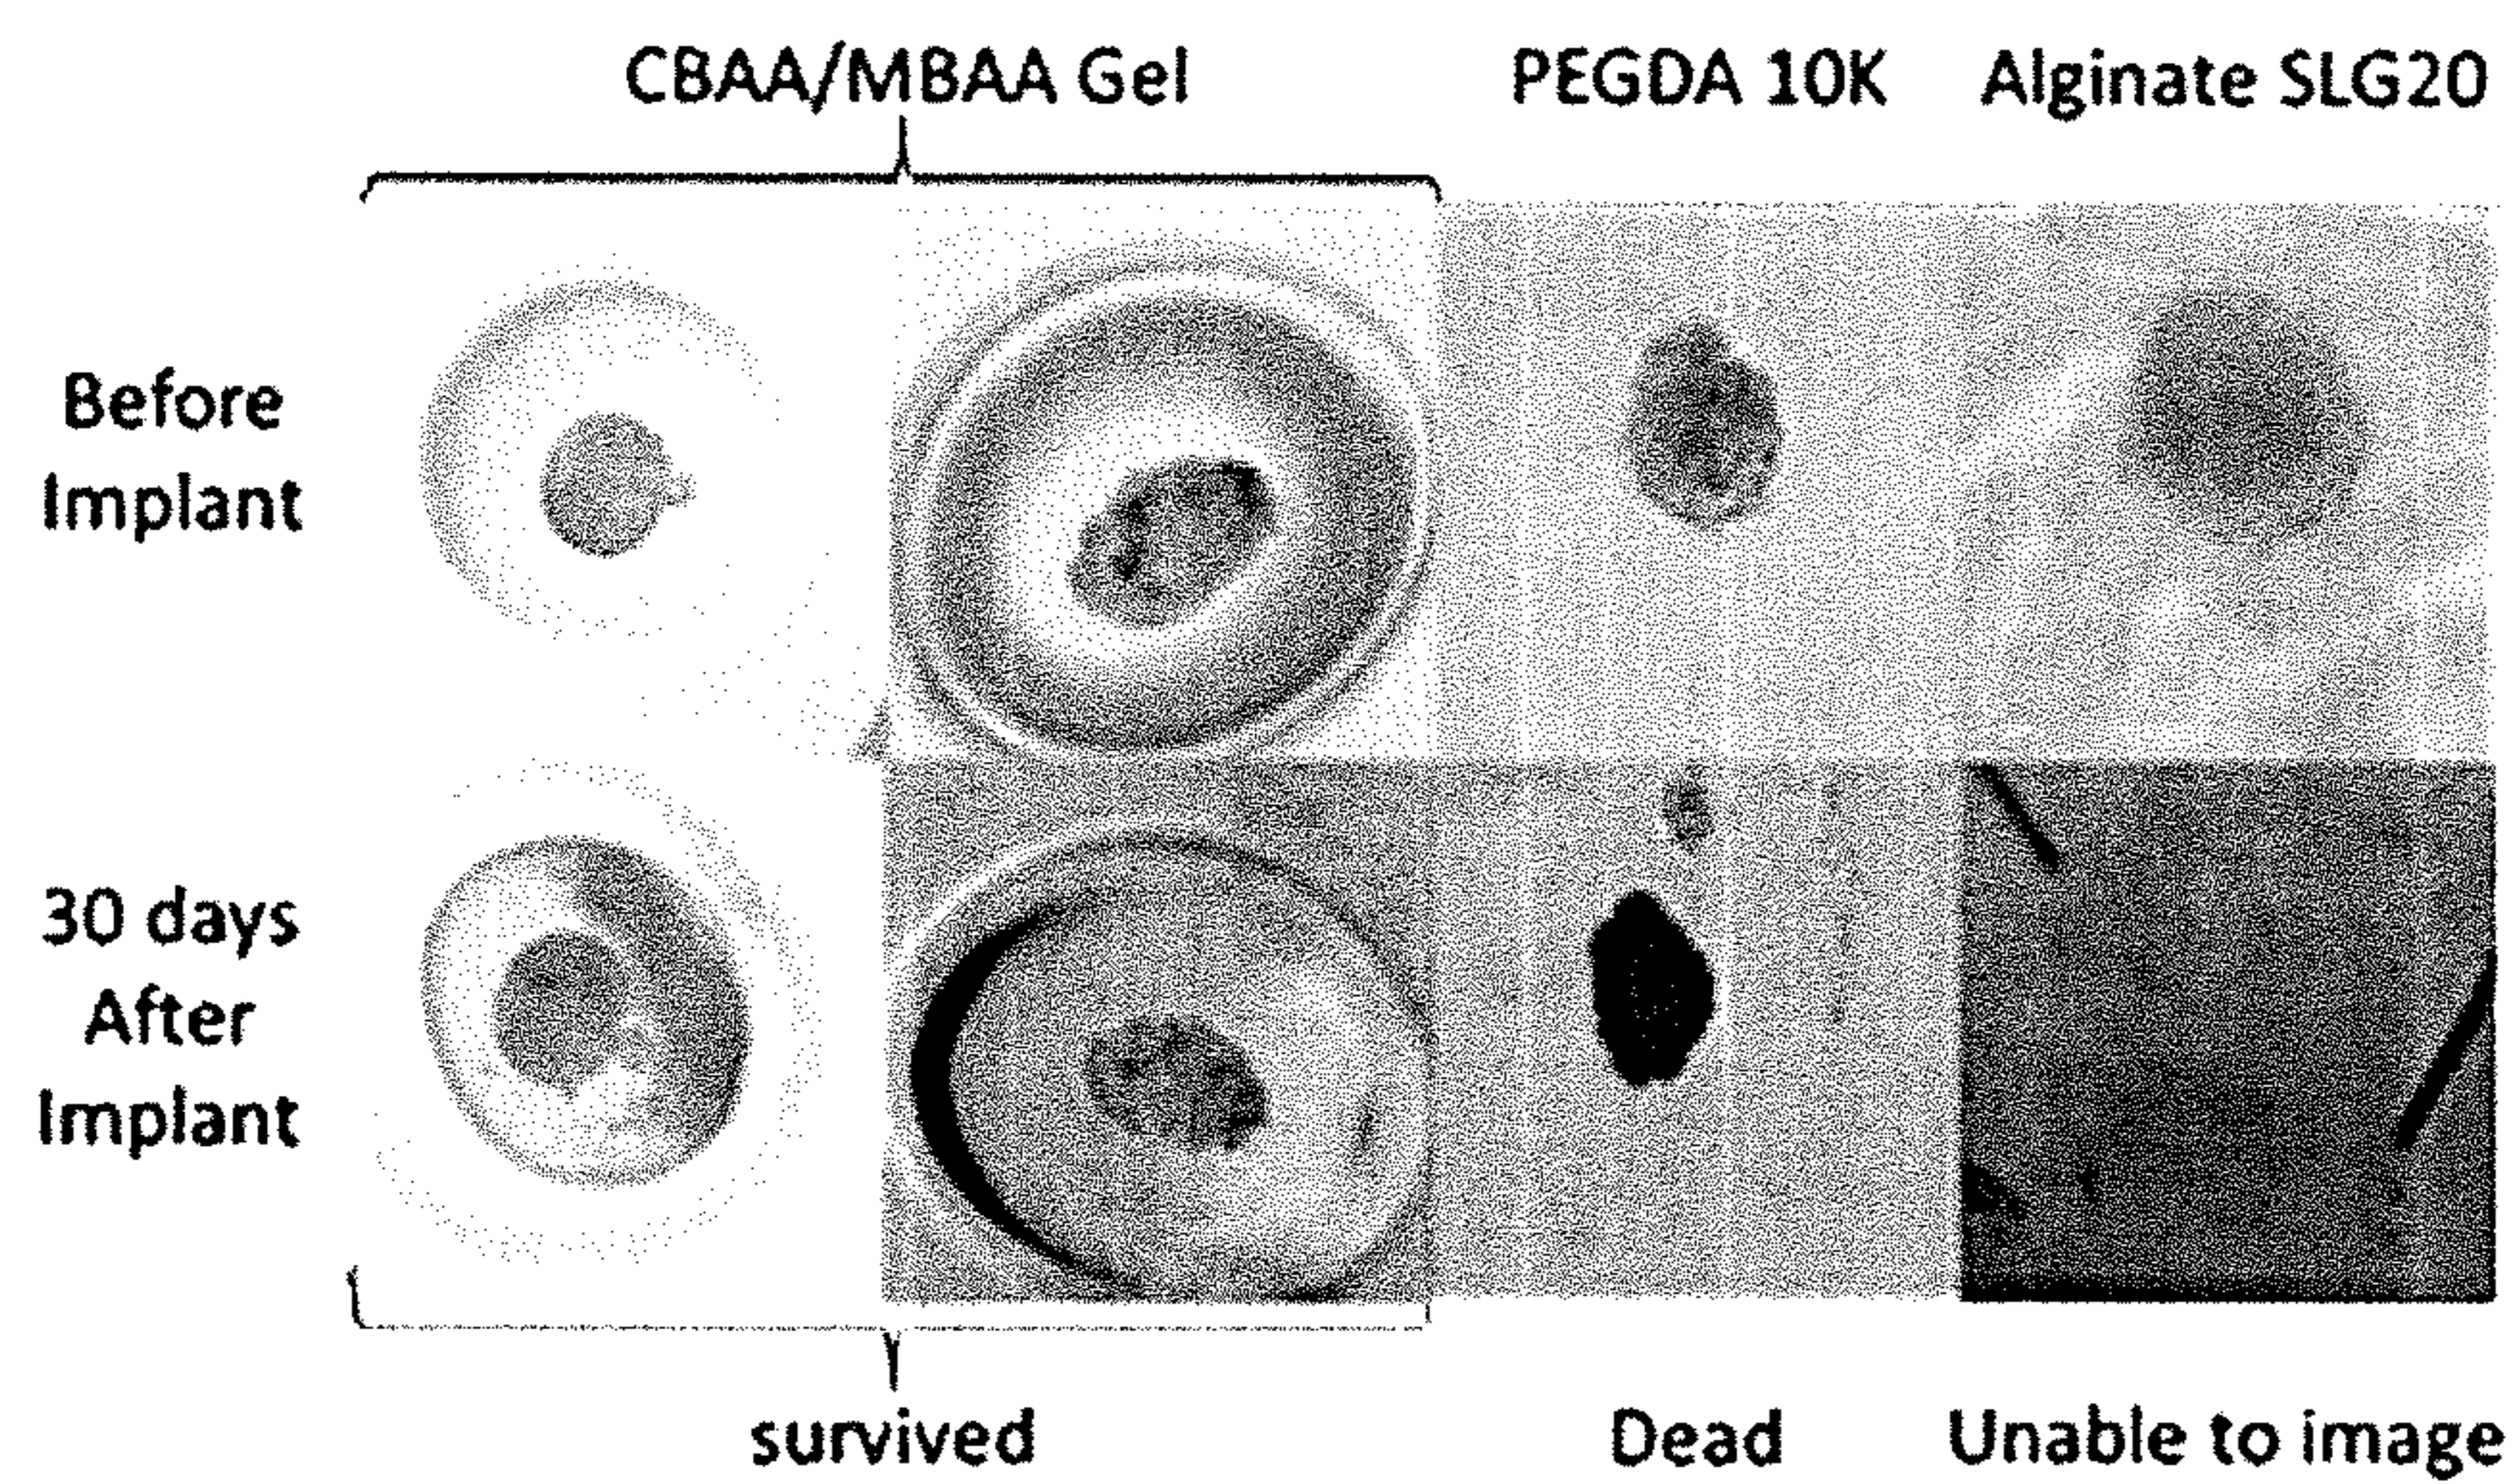 CBAA/MBAA Gel
PEGDA 10K
Alginate SLG20
Before
Implant
30 days
After
Implant
survived
Dead
Unable to image